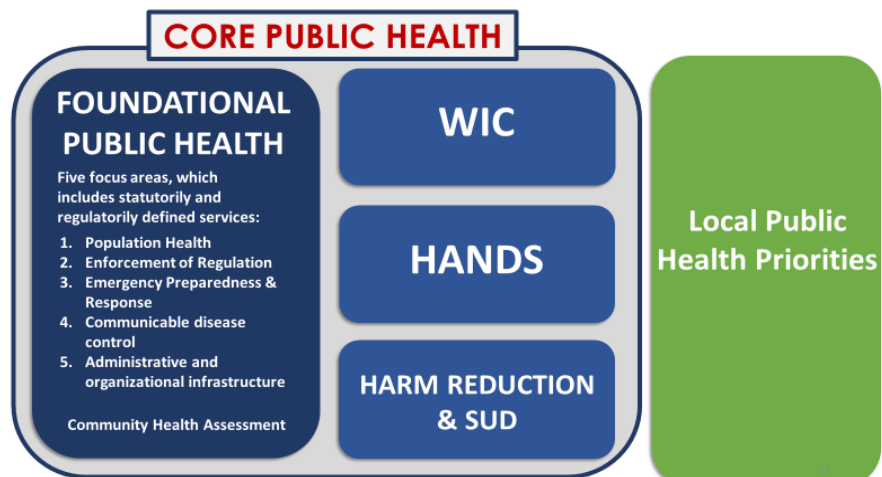 CORE PUBLIC HEALTH
FOUNDATIONAL
PUBLIC HEALTH
Five focus areas, which
includes statutorily and
regulatorily defined services:
1. Population Health
2. Enforcement of Regulation
3. Emergency Preparedness &
Response
4. Communicable disease
control
5. Administrative and
organizational infrastructure
Community Health Assessment
WIC
HANDS
HARM REDUCTION
& SUD
Local Public
Health Priorities